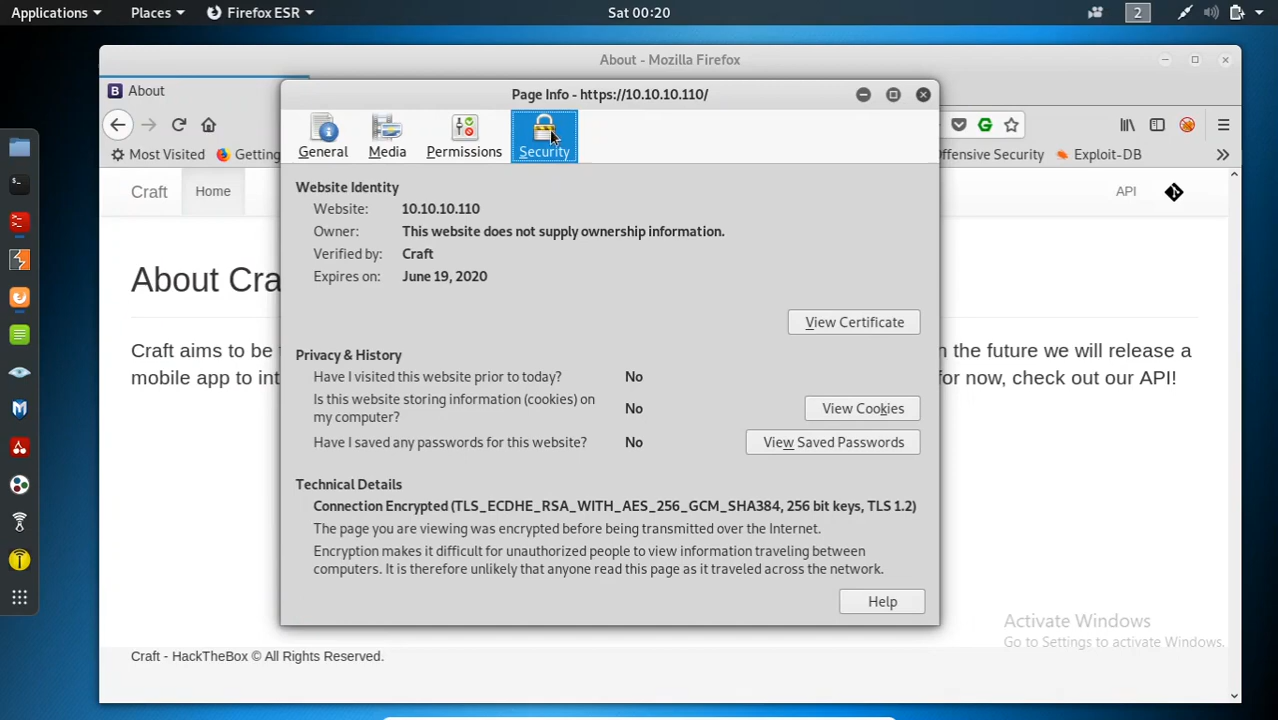 Applications Places Firefox ESR Sat 00:20 2
About - Mozilla Firefox
About
Page Info - https://10.10.10.110/
Most Visited Getting
General Media Permissions Security
ffensive Security Exploit-DB
Craft Home
API
Website Identity
Website: 10.10.10.110
Owner: This website does not supply ownership information.
Verified by: Craft
Expires on: June 19, 2020
View Certificate
About Cra
Craft aims to be
n the future we will release a
mobile app to int
for now, check out our API!
Privacy & History
Have I visited this website prior to today? No
Is this website storing information (cookies) on
my computer? No View Cookies
Have I saved any passwords for this website? No View Saved Passwords
Technical Details
Connection Encrypted (TLS_ECDHE_RSA_WITH_AES_256_GCM_SHA384, 256 bit keys, TLS 1.2)
The page you are viewing was encrypted before being transmitted over the Internet.
Encryption makes it difficult for unauthorized people to view information traveling between
computers. It is therefore unlikely that anyone read this page as it traveled across the network.
Help
Activate Windows
Go to Settings to activate Windows.
Craft - HackTheBox © All Rights Reserved.